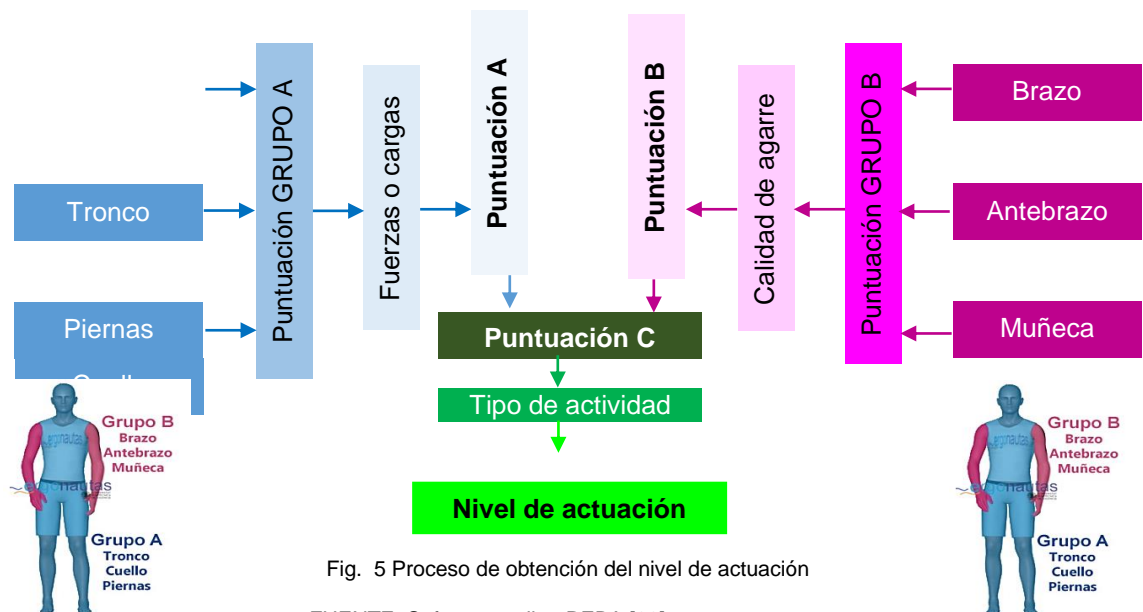 Tronco
Piernas
Puntuación GRUPO A
Fuerzas o cargas
Puntuación A
Puntuación B
Calidad de agarre
Puntuación GRUPO B
Brazo
Antebrazo
Muñeca
Puntuación C
Tipo de actividad
Nivel de actuación
Grupo B
Brazo
Antebrazo
Muñeca
ergonautas
Grupo A
Tronco
Cuello
Piernas
Grupo B
Brazo
Antebrazo
Muñeca
ergonautas
Grupo A
Tronco
Cuello
Piernas
Fig. 5 Proceso de obtención del nivel de actuación